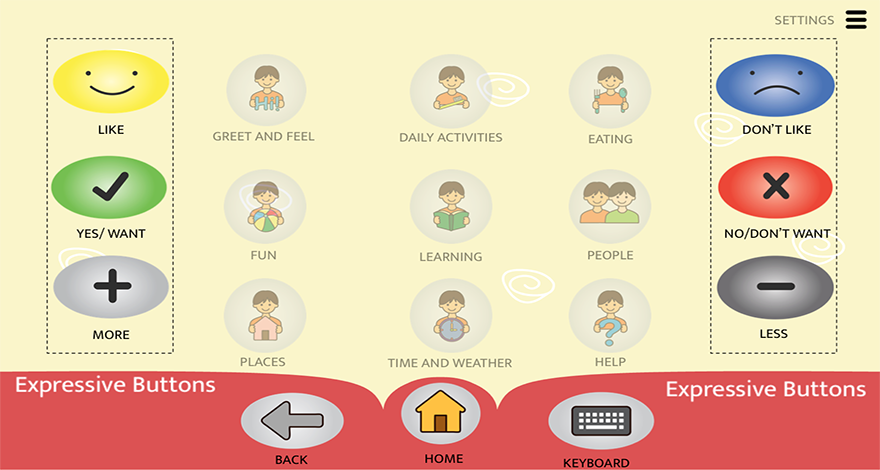 SETTINGS
LIKE
GREET AND FEEL
DAILY ACTIVITIES
EATING
DON'T LIKE
YES/ WANT
FUN
LEARNING
PEOPLE
NO/DON'T WANT
MORE
PLACES
TIME AND WEATHER
HELP
LESS
Expressive Buttons
Expressive Buttons
BACK
HOME
KEYBOARD